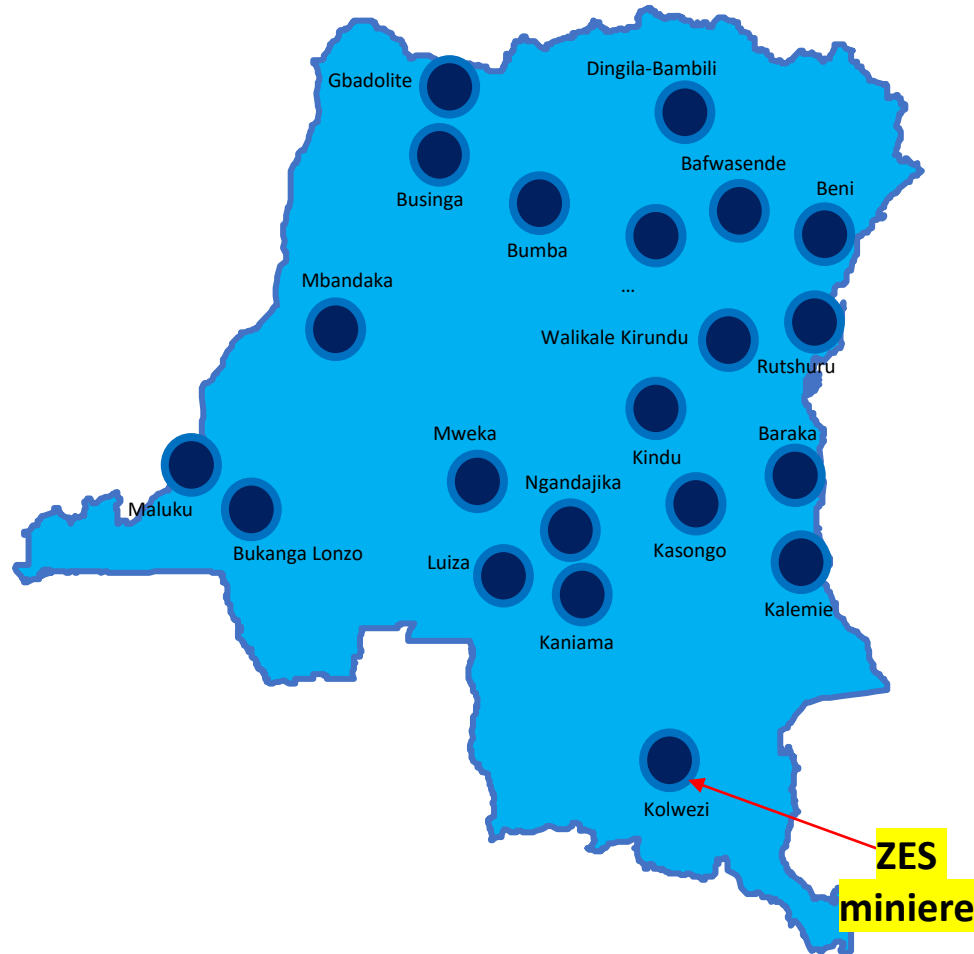 Dingila-Bambili
Gbadolite
Bafwasende
Beni
Businga
Bumba
Mbandaka
...
Walikale Kirundu
Rutshuru
Mweka
Baraka
Kindu
Ngandajika
Maluku
Bukanga Lonzo
Kasongo
Luiza
Kalemie
Kaniama
Kolwezi
ZES
miniere